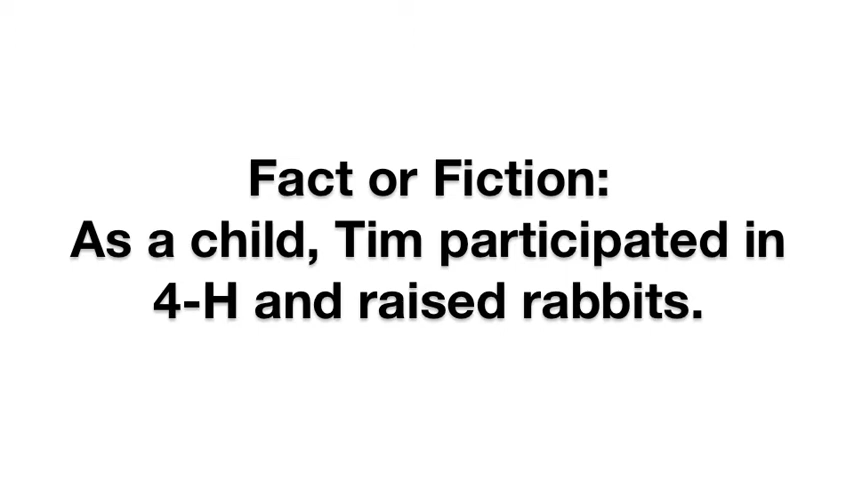 Fact or Fiction:
As a child, Tim participated in
4-H and raised rabbits.